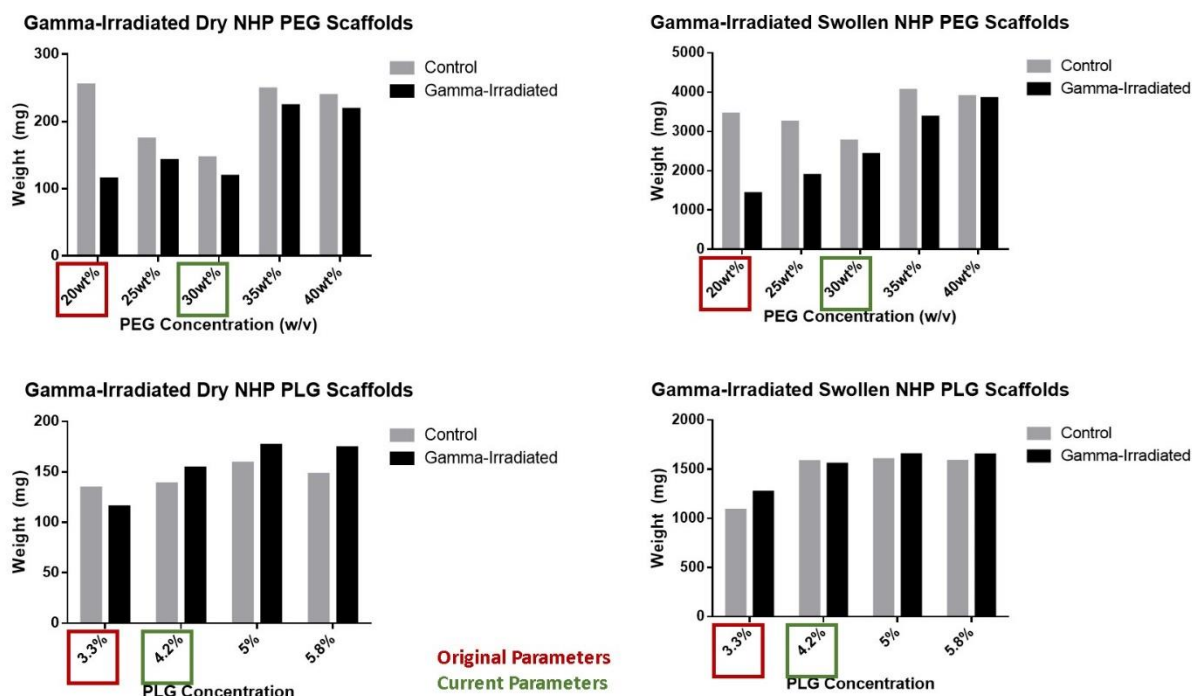 Gamma-Irradiated Dry NHP PEG Scaffolds
Weight (mg)
300
200
100
0
Control
Gamma-Irradiated
20wt%
25wt%
30wt%
35wt%
40wt%
PEG Concentration (w/v)
Gamma-Irradiated Swollen NHP PEG Scaffolds
Weight (mg)
5000
4000
3000
2000
1000
0
Control
Gamma-Irradiated
20wt%
25wt%
30wt%
35wt%
40wt%
PEG Concentration (w/v)
Gamma-Irradiated Dry NHP PLG Scaffolds
Weight (mg)
200
150
100
50
0
Control
Gamma-Irradiated
3.3%
4.2%
5%
5.8%
PLG Concentration
Gamma-Irradiated Swollen NHP PLG Scaffolds
Weight (mg)
2000
1500
1000
500
0
Control
Gamma-Irradiated
3.3%
4.2%
5%
5.8%
PLG Concentration
Original Parameters
Current Parameters